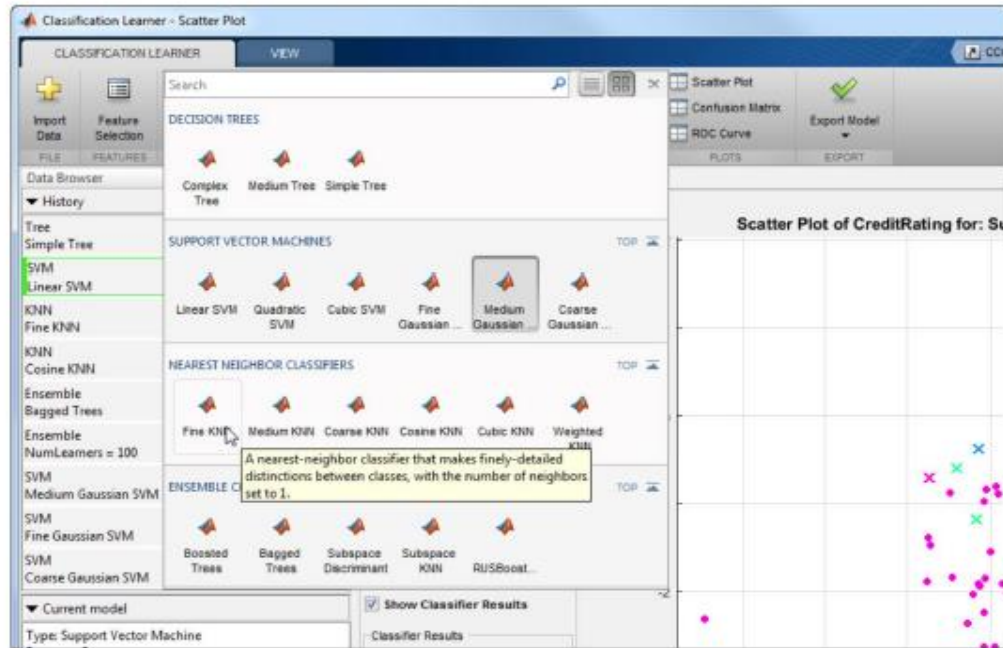 Classification Learner - Scatter Plot
CLASSIFICATION LEARNER
VIEW
Import Data
Feature Selection
FILE
FEATURES
Search
Scatter Plot
Confusion Matrix
ROC Curve
PLOTS
Export Model
EXPORT
Data Browser
History
Tree
Simple Tree
SVM
Linear SVM
KNN
Fine KNN
KNN
Cosine KNN
Ensemble
Bagged Trees
Ensemble
NumLearners = 100
SVM
Medium Gaussian SVM
SVM
Fine Gaussian SVM
SVM
Coarse Gaussian SVM
DECISION TREES
Complex Tree
Medium Tree
Simple Tree
SUPPORT VECTOR MACHINES
TOP
Linear SVM
Quadratic SVM
Cubic SVM
Fine Gaussian ...
Medium Gaussian ...
Coarse Gaussian ...
NEAREST NEIGHBOR CLASSIFIERS
TOP
Fine KNN
Medium KNN
Coarse KNN
Cosine KNN
Cubic KNN
Weighted KNN
A nearest-neighbor classifier that makes finely-detailed
distinctions between classes, with the number of neighbors
set to 1.
ENSEMBLE C
TOP
Boosted Trees
Bagged Trees
Subspace Discriminant
Subspace KNN
RUSBoost...
Current model
Type: Support Vector Machine
Show Classifier Results
Classifier Results
Scatter Plot of CreditRating for: Su
-2